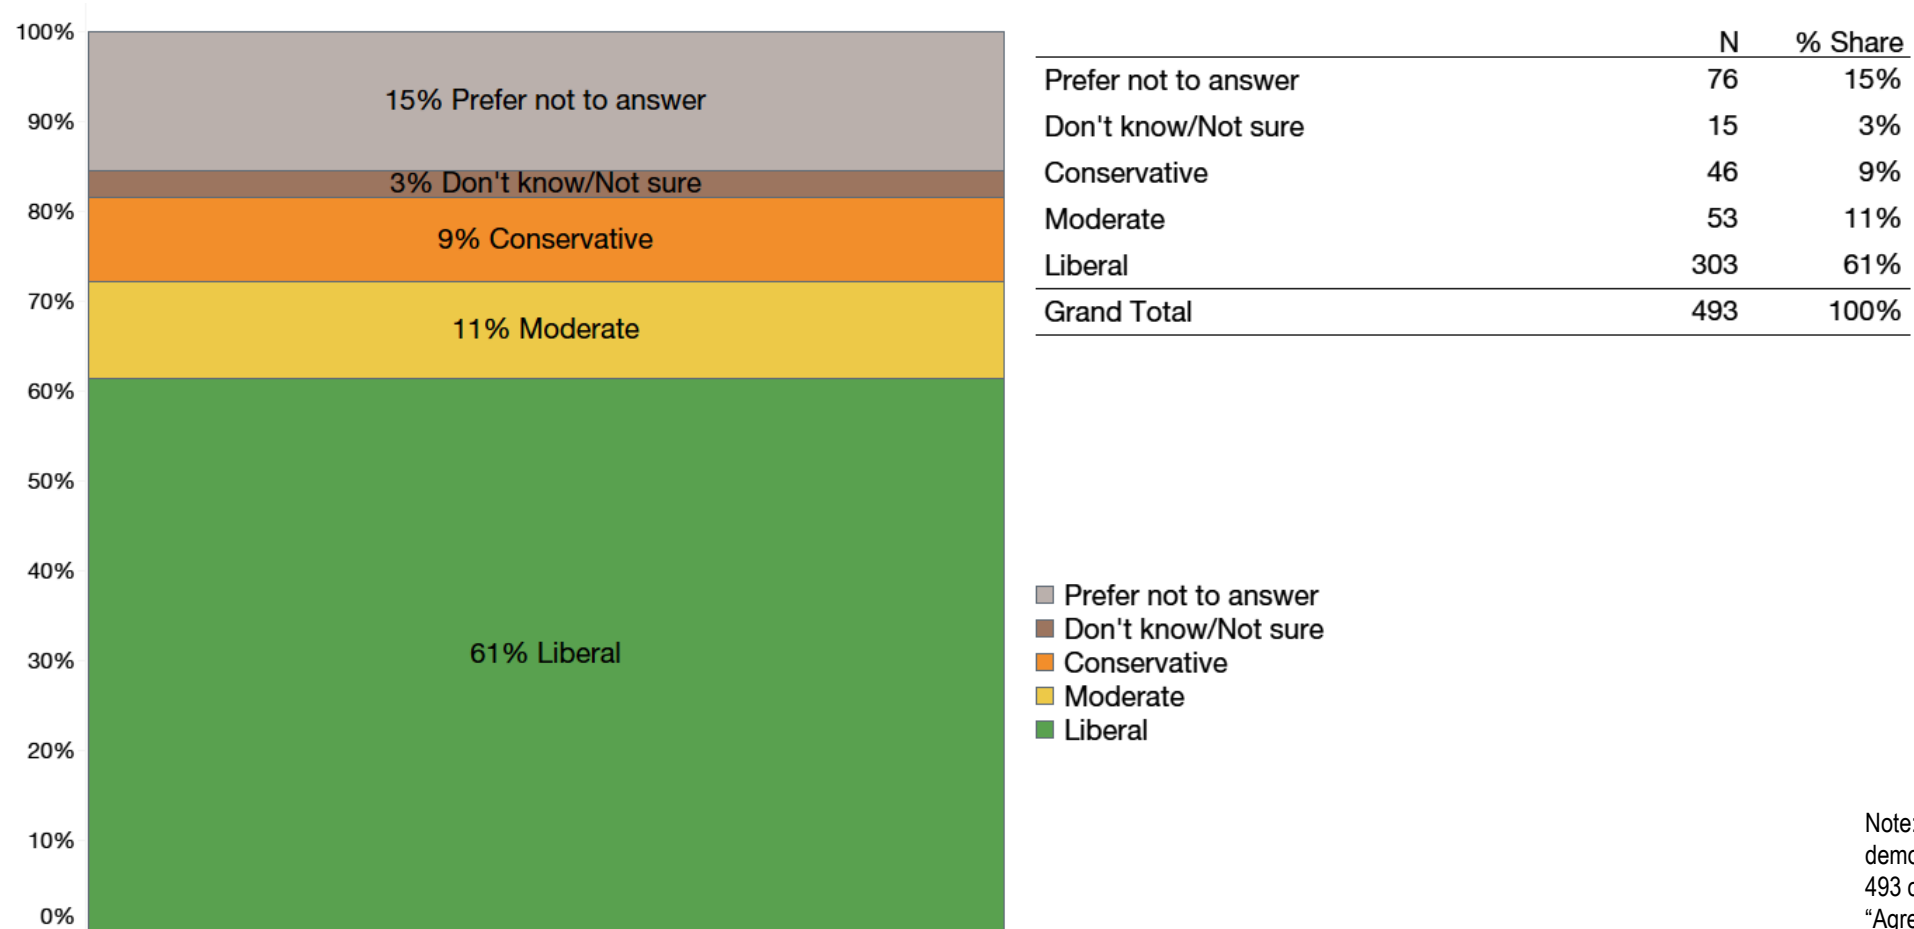 100%
90%
80%
70%
60%
50%
40%
30%
20%
10%
0%
15% Prefer not to answer
3% Don't know/Not sure
9% Conservative
11% Moderate
61% Liberal
N % Share
Prefer not to answer 76 15%
Don't know/Not sure 15 3%
Conservative 46 9%
Moderate 53 11%
Liberal 303 61%
Grand Total 493 100%
Prefer not to answer
Don't know/Not sure
Conservative
Moderate
Liberal
Note:
493